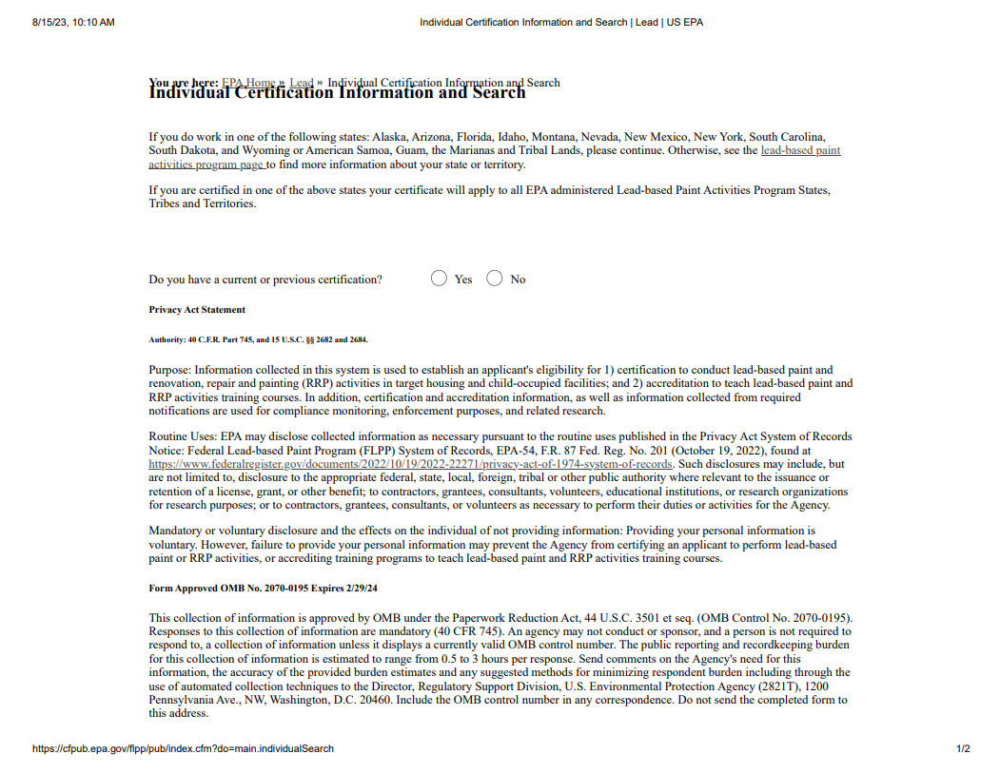 8/15/23, 10:10 AM
Individual Certification Information and Search | Lead | US EPA
You are here: EPA Home » Lead » Individual Certification Information and Search
Individual Certification Information and Search
If you do work in one of the following states: Alaska, Arizona, Florida, Idaho, Montana, Nevada, New Mexico, New York, South Carolina,
South Dakota, and Wyoming or American Samoa, Guam, the Marianas and Tribal Lands, please continue. Otherwise, see the lead-based paint
activities program page to find more information about your state or territory.
If you are certified in one of the above states your certificate will apply to all EPA administered Lead-based Paint Activities Program States,
Tribes and Territories.
Do you have a current or previous certification? Yes No
Privacy Act Statement
Authority: 40 C.F.R. Part 745, and 15 U.S.C. §§ 2682 and 2684.
Purpose: Information collected in this system is used to establish an applicant's eligibility for 1) certification to conduct lead-based paint and
renovation, repair and painting (RRP) activities in target housing and child-occupied facilities; and 2) accreditation to teach lead-based paint and
RRP activities training courses. In addition, certification and accreditation information, as well as information collected from required
notifications are used for compliance monitoring, enforcement purposes, and related research.
Routine Uses: EPA may disclose collected information as necessary pursuant to the routine uses published in the Privacy Act System of Records
Notice: Federal Lead-based Paint Program (FLPP) System of Records, EPA-54, F.R. 87 Fed. Reg. No. 201 (October 19, 2022), found at
https://www.federalregister.gov/documents/2022/10/19/2022-22271/privacy-act-of-1974-system-of-records. Such disclosures may include, but
are not limited to, disclosure to the appropriate federal, state, local, foreign, tribal or other public authority where relevant to the issuance or
retention of a license, grant, or other benefit; to contractors, grantees, consultants, volunteers, educational institutions, or research organizations
for research purposes; or to contractors, grantees, consultants, or volunteers as necessary to perform their duties or activities for the Agency.
Mandatory or voluntary disclosure and the effects on the individual of not providing information: Providing your personal information is
voluntary. However, failure to provide your personal information may prevent the Agency from certifying an applicant to perform lead-based
paint or RRP activities, or accrediting training programs to teach lead-based paint and RRP activities training courses.
Form Approved OMB No. 2070-0195 Expires 2/29/24
This collection of information is approved by OMB under the Paperwork Reduction Act, 44 U.S.C. 3501 et seq. (OMB Control No. 2070-0195).
Responses to this collection of information are mandatory (40 CFR 745). An agency may not conduct or sponsor, and a person is not required to
respond to, a collection of information unless it displays a currently valid OMB control number. The public reporting and recordkeeping burden
for this collection of information is estimated to range from 0.5 to 3 hours per response. Send comments on the Agency's need for this
information, the accuracy of the provided burden estimates and any suggested methods for minimizing respondent burden including through the
use of automated collection techniques to the Director, Regulatory Support Division, U.S. Environmental Protection Agency (2821T), 1200
Pennsylvania Ave., NW, Washington, D.C. 20460. Include the OMB control number in any correspondence. Do not send the completed form to
this address.
https://cfpub.epa.gov/flpp/pub/index.cfm?do=main.individualSearch
1/2